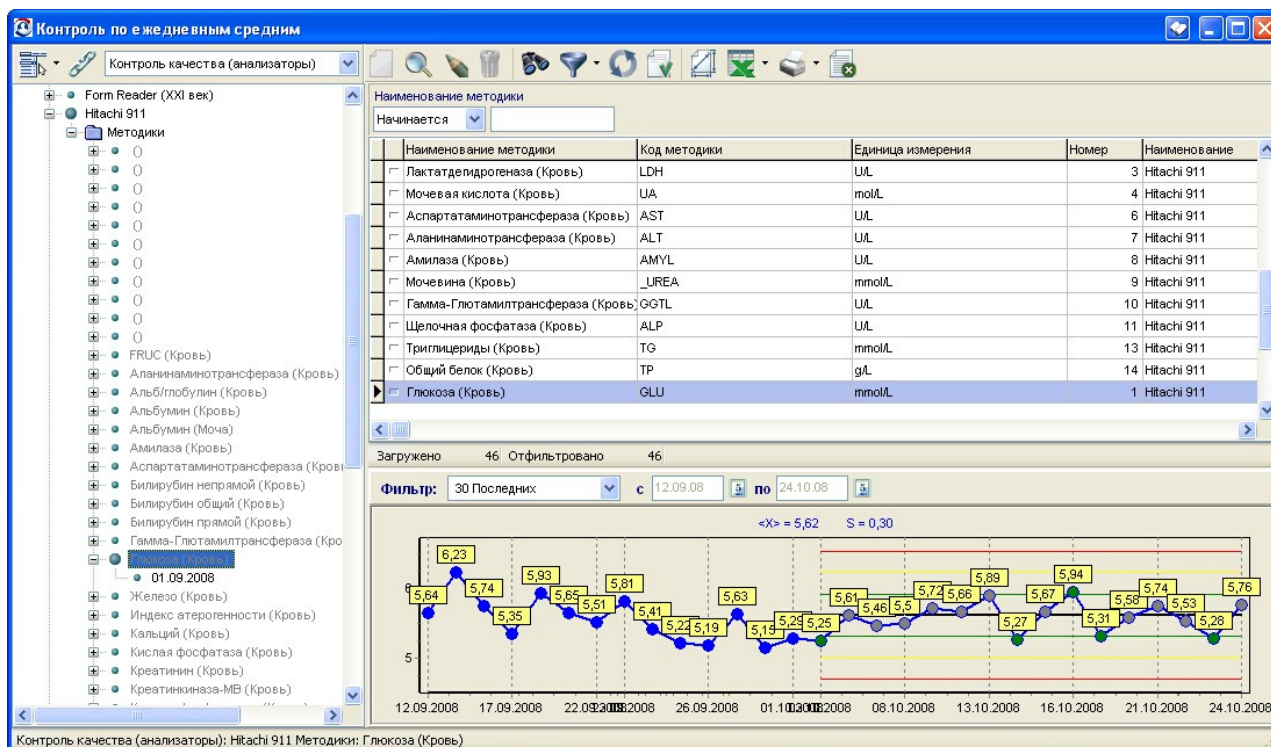 Контроль по ежедневным средним
Контроль качества (анализаторы)
Form Reader (XXI век)
Hitachi 911
Методики
()
()
()
()
()
()
()
()
()
()
()
FRUC (Кровь)
Аланинаминотрансфераза (Кровь)
Альб/глобулин (Кровь)
Альбумин (Кровь)
Альбумин (Моча)
Амилаза (Кровь)
Аспартатаминотрансфераза (Кровь
Билирубин непрямой (Кровь)
Билирубин общий (Кровь)
Билирубин прямой (Кровь)
Гамма-Глютамилтрансфераза (Кро
Глюкоза (Кровь)
01.09.2008
Железо (Кровь)
Индекс атерогенности (Кровь)
Кальций (Кровь)
Кислая фосфатаза (Кровь)
Креатинин (Кровь)
Креатинкиназа-МВ (Кровь)
Наименование методики
Начинается
Наименование методики Код методики Единица измерения Номер Наименование
Лактатдегидрогеназа (Кровь) LDH U/L 3 Hitachi 911
Мочевая кислота (Кровь) UA mol/L 4 Hitachi 911
Аспартатаминотрансфераза (Кровь) AST U/L 6 Hitachi 911
Аланинаминотрансфераза (Кровь) ALT U/L 7 Hitachi 911
Амилаза (Кровь) AMYL U/L 8 Hitachi 911
Мочевина (Кровь) _UREA mmol/L 9 Hitachi 911
Гамма-Глютамилтрансфераза (Кровь) GGTL U/L 10 Hitachi 911
Щелочная фосфатаза (Кровь) ALP U/L 11 Hitachi 911
Триглицериды (Кровь) TG mmol/L 13 Hitachi 911
Общий белок (Кровь) TP g/L 14 Hitachi 911
Глюкоза (Кровь) GLU mmol/L 1 Hitachi 911
Загружено 46 Отфильтровано 46
Фильтр: 30 Последних с 12.09.08 по 24.10.08
<X> = 5,62 S = 0,30
6
5
5,64 6,23 5,74 5,35 5,93 5,65 5,51 5,81 5,41 5,22 5,19 5,63 5,15 5,29 5,25 5,61 5,46 5,5 5,72 5,66 5,89 5,27 5,67 5,94 5,31 5,58 5,74 5,53 5,28 5,76
12.09.2008 17.09.2008 22.09.2008 26.09.2008 08.10.2008 13.10.2008 16.10.2008 21.10.2008 24.10.2008
Контроль качества (анализаторы): Hitachi 911 Методики: Глюкоза (Кровь)